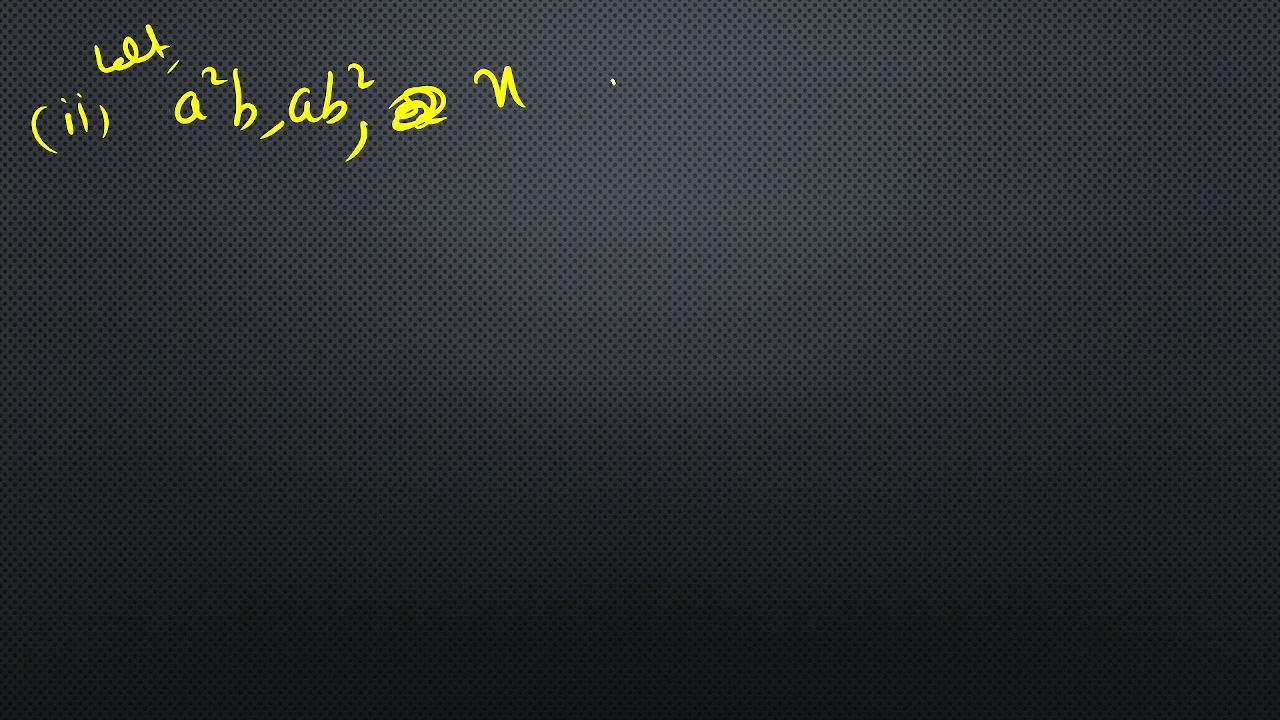 Let,
(ii) a²b, ab², x